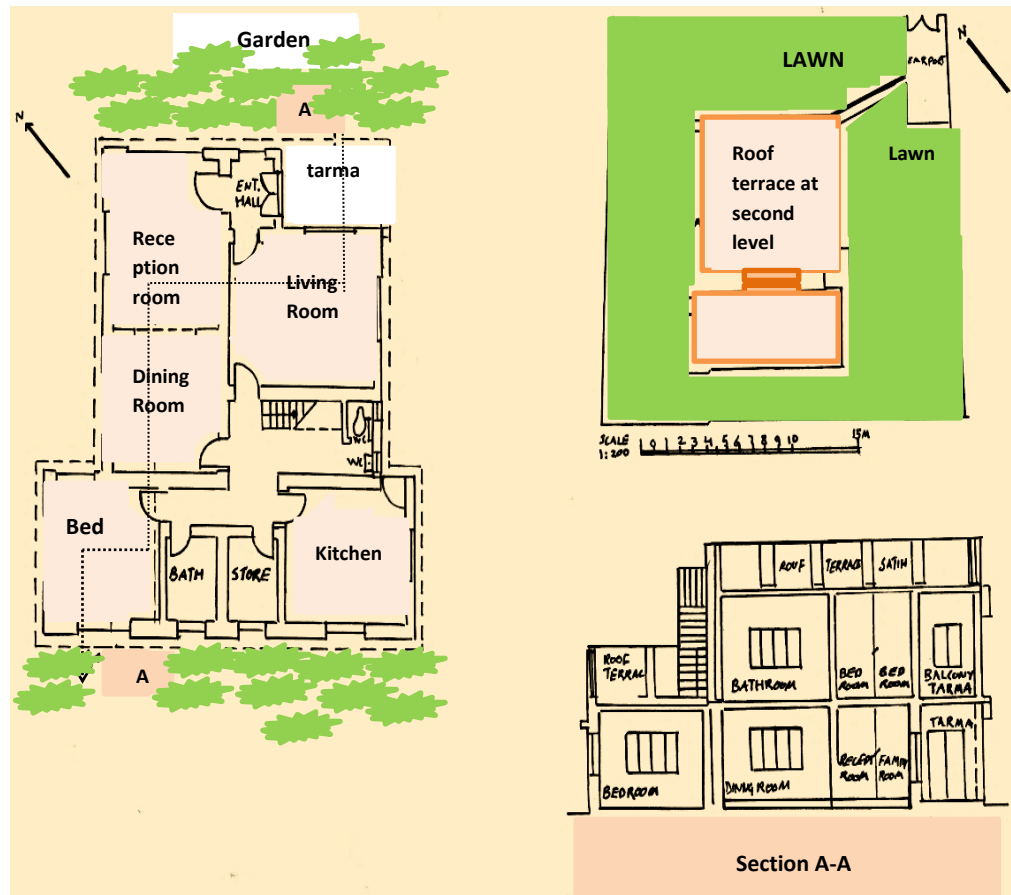 Garden
A
N
tarma
ENT.
HALL
Rece
ption
room
Living
Room
Dining
Room
WC
WC
Bed
BATH
STORE
Kitchen
A
LAWN
N
CARPORT
Lawn
Roof
terrace at
second
level
SCALE
1:200
0 1 2 3 4 5 6 7 8 9 10 15M
ROOF TERRACE SATIH
ROOF
TERRAC
BATHROOM
BED
ROOM
BED
ROOM
BALCONY
TARMA
TARMA
BEDROOM
DINING ROOM
RECEPT
ROOM
FAMILY
ROOM
Section A-A